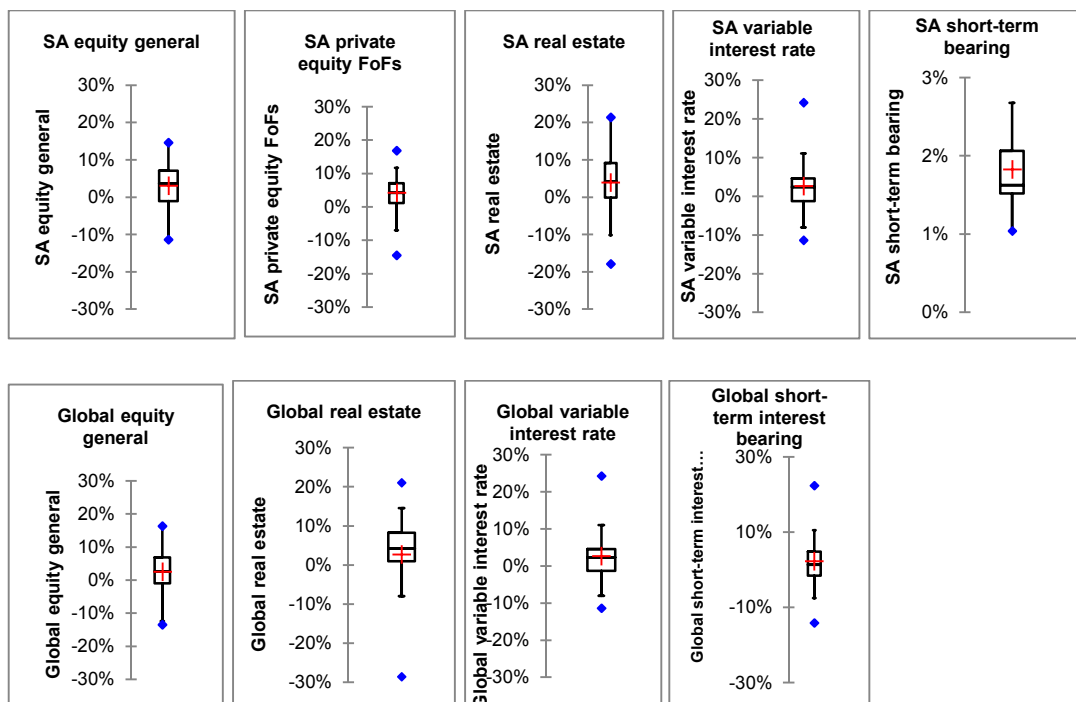 SA equity general
30%
20%
10%
0%
-10%
-20%
-30%
SA equity general
SA private
equity FoFs
30%
20%
10%
0%
-10%
-20%
-30%
SA private equity FoFs
SA real estate
30%
20%
10%
0%
-10%
-20%
-30%
SA real estate
SA variable
interest rate
30%
20%
10%
0%
-10%
-20%
-30%
SA variable interest rate
SA short-term
bearing
3%
2%
1%
0%
SA short-term bearing
Global equity
general
30%
20%
10%
0%
-10%
-20%
-30%
Global equity general
Global real estate
30%
20%
10%
0%
-10%
-20%
-30%
Global real estate
Global variable
interest rate
30%
20%
10%
0%
-10%
-20%
-30%
Global variable interest rate
Global short-
term interest
bearing
30%
10%
-10%
-30%
Global short-term interest...